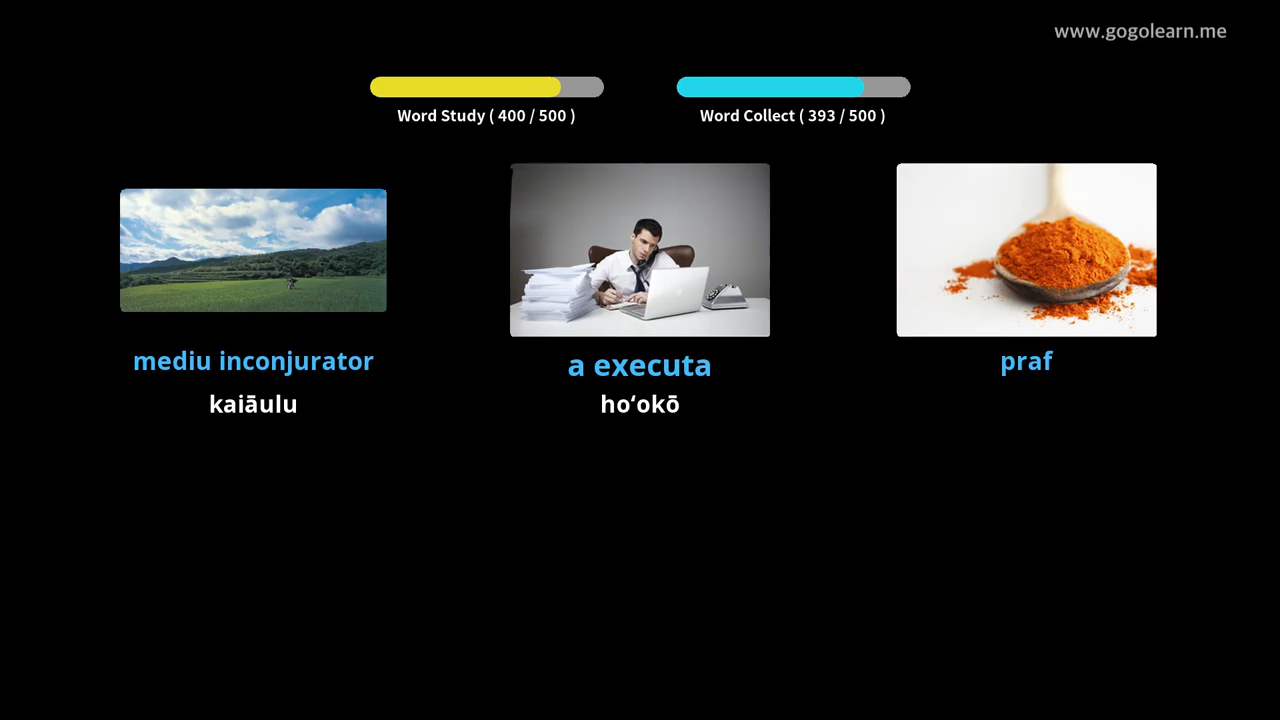 www.gogolearn.me
Word Study ( 400 / 500 )
Word Collect ( 393 / 500 )
mediu inconjurator
a executa
praf
kaiāulu
hoʻokō